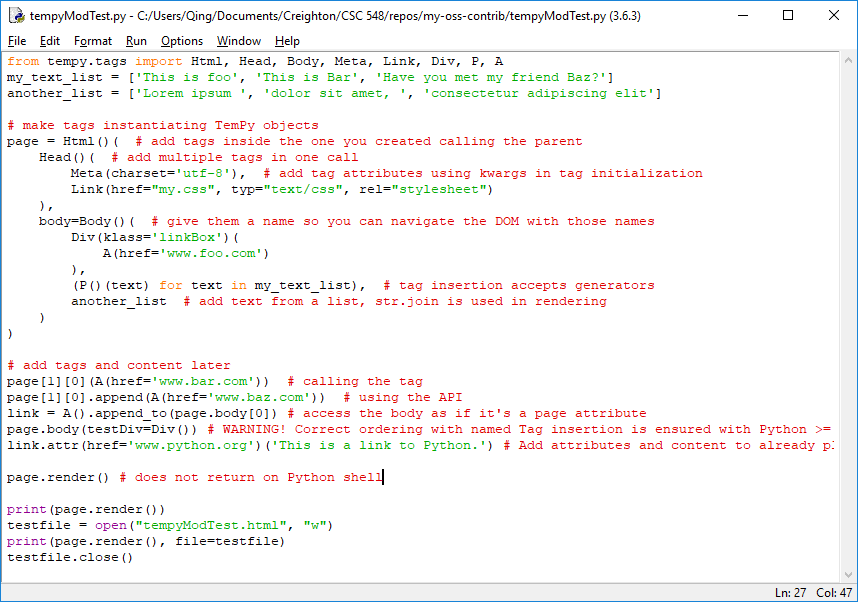 tempyModTest.py - C:/Users/Qing/Documents/Creighton/CSC 548/repos/my-oss-contrib/tempyModTest.py (3.6.3)
File Edit Format Run Options Window Help
from tempy.tags import Html, Head, Body, Meta, Link, Div, P, A
my_text_list = ['This is foo', 'This is Bar', 'Have you met my friend Baz?']
another_list = ['Lorem ipsum ', 'dolor sit amet, ', 'consectetur adipiscing elit']

# make tags instantiating TemPy objects
page = Html()(  # add tags inside the one you created calling the parent
    Head()(  # add multiple tags in one call
        Meta(charset='utf-8'),  # add tag attributes using kwargs in tag initialization
        Link(href="my.css", typ="text/css", rel="stylesheet")
    ),
    body=Body()(  # give them a name so you can navigate the DOM with those names
        Div(klass='linkBox')(
            A(href='www.foo.com')
        ),
        (P()(text) for text in my_text_list),  # tag insertion accepts generators
        another_list  # add text from a list, str.join is used in rendering
    )
)

# add tags and content later
page[1][0](A(href='www.bar.com'))  # calling the tag
page[1][0].append(A(href='www.baz.com'))  # using the API
link = A().append_to(page.body[0]) # access the body as if it's a page attribute
page.body(testDiv=Div()) # WARNING! Correct ordering with named Tag insertion is ensured with Python >=
link.attr(href='www.python.org')('This is a link to Python.') # Add attributes and content to already pl

page.render() # does not return on Python shell

print(page.render())
testfile = open("tempyModTest.html", "w")
print(page.render(), file=testfile)
testfile.close()
Ln: 27 Col: 47